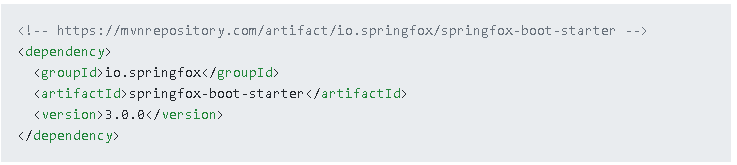 <!-- https://mvnrepository.com/artifact/io.springfox/springfox-boot-starter -->
<dependency>
  <groupId>io.springfox</groupId>
  <artifactId>springfox-boot-starter</artifactId>
  <version>3.0.0</version>
</dependency>